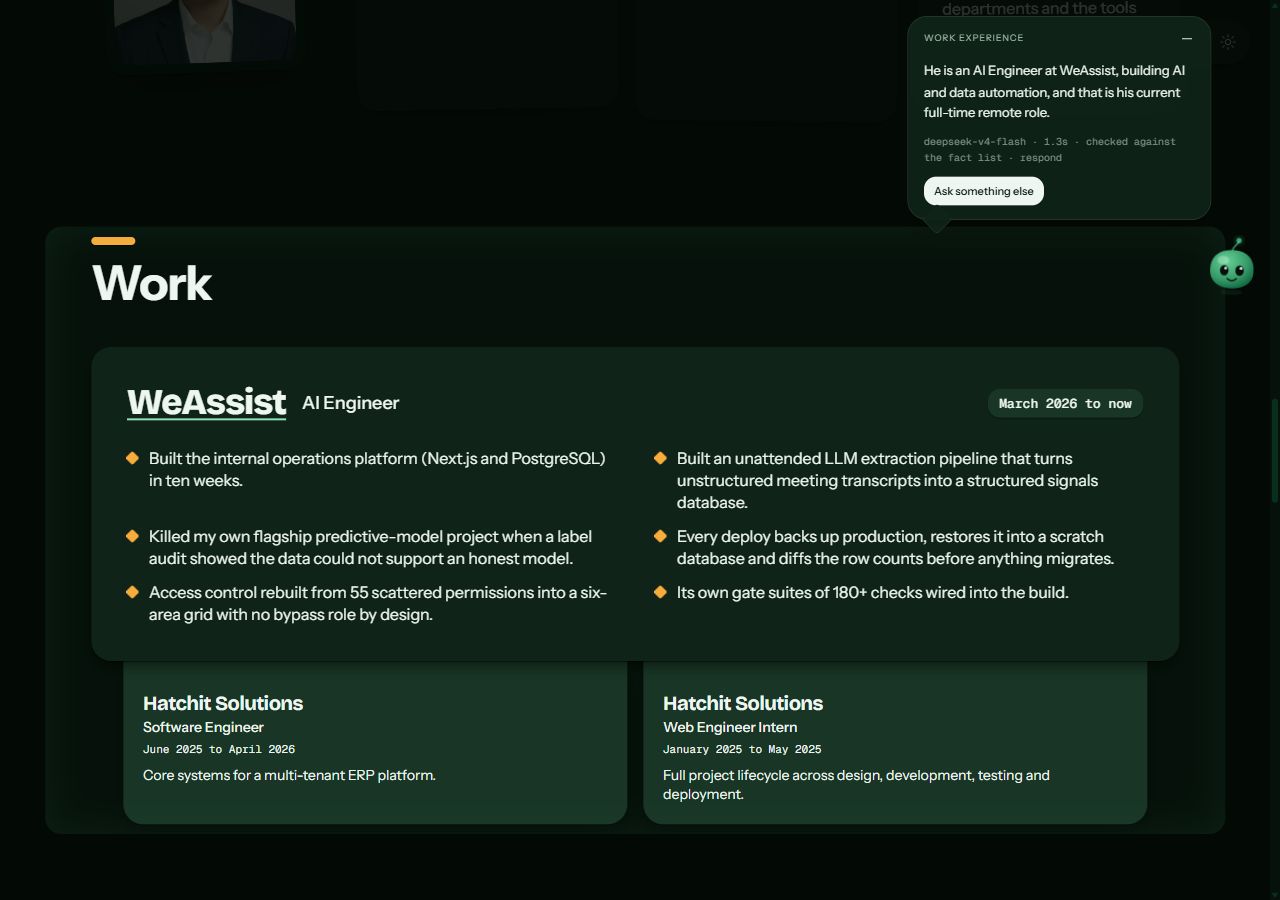 departments and the tools
WORK EXPERIENCE
He is an AI Engineer at WeAssist, building AI
and data automation, and that is his current
full-time remote role.
deepseek-v4-flash · 1.3s · checked against
the fact list · respond
Ask something else
Work
WeAssist AI Engineer
March 2026 to now
Built the internal operations platform (Next.js and PostgreSQL)
in ten weeks.
Built an unattended LLM extraction pipeline that turns
unstructured meeting transcripts into a structured signals
database.
Killed my own flagship predictive-model project when a label
audit showed the data could not support an honest model.
Every deploy backs up production, restores it into a scratch
database and diffs the row counts before anything migrates.
Access control rebuilt from 55 scattered permissions into a six-
area grid with no bypass role by design.
Its own gate suites of 180+ checks wired into the build.
Hatchit Solutions
Software Engineer
June 2025 to April 2026
Core systems for a multi-tenant ERP platform.
Hatchit Solutions
Web Engineer Intern
January 2025 to May 2025
Full project lifecycle across design, development, testing and
deployment.